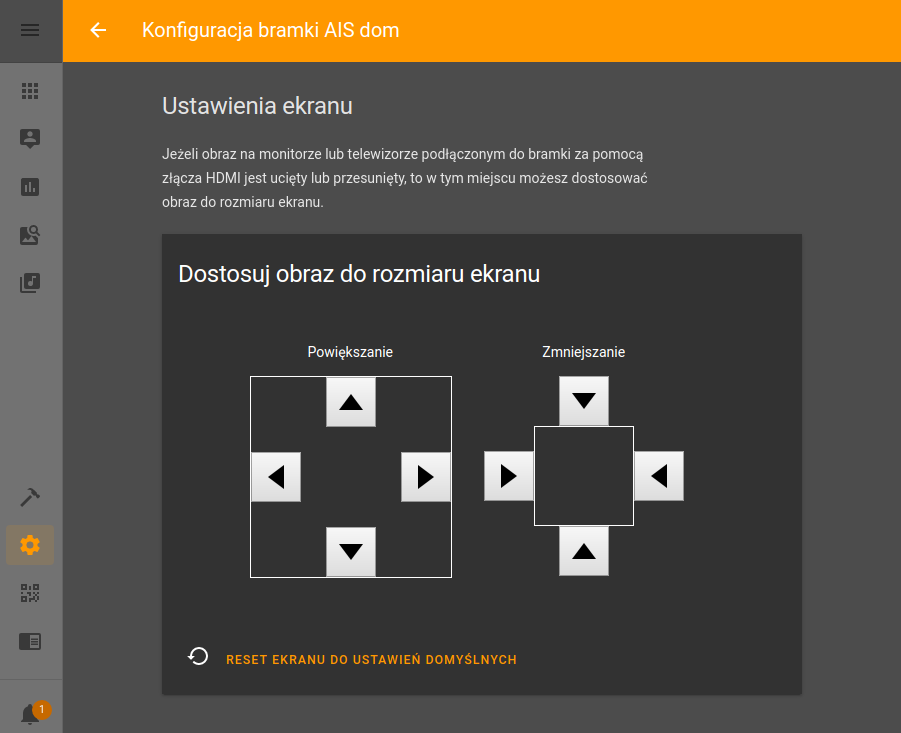 Konfiguracja bramki AIS dom
Ustawienia ekranu
Jeżeli obraz na monitorze lub telewizorze podłączonym do bramki za pomocą
złącza HDMI jest ucięty lub przesunięty, to w tym miejscu możesz dostosować
obraz do rozmiaru ekranu.
Dostosuj obraz do rozmiaru ekranu
Powiększanie
Zmniejszanie
RESET EKRANU DO USTAWIEŃ DOMYŚLNYCH
1